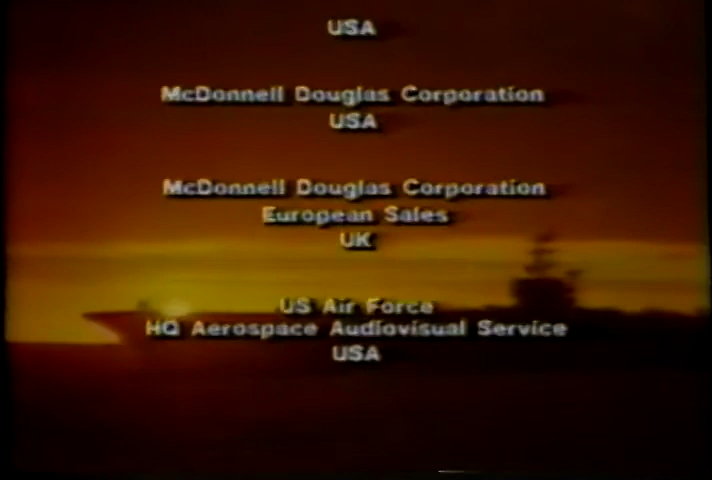 USA
McDonnell Douglas Corporation
USA
McDonnell Douglas Corporation
European Sales
UK
US Air Force
HQ Aerospace Audiovisual Service
USA